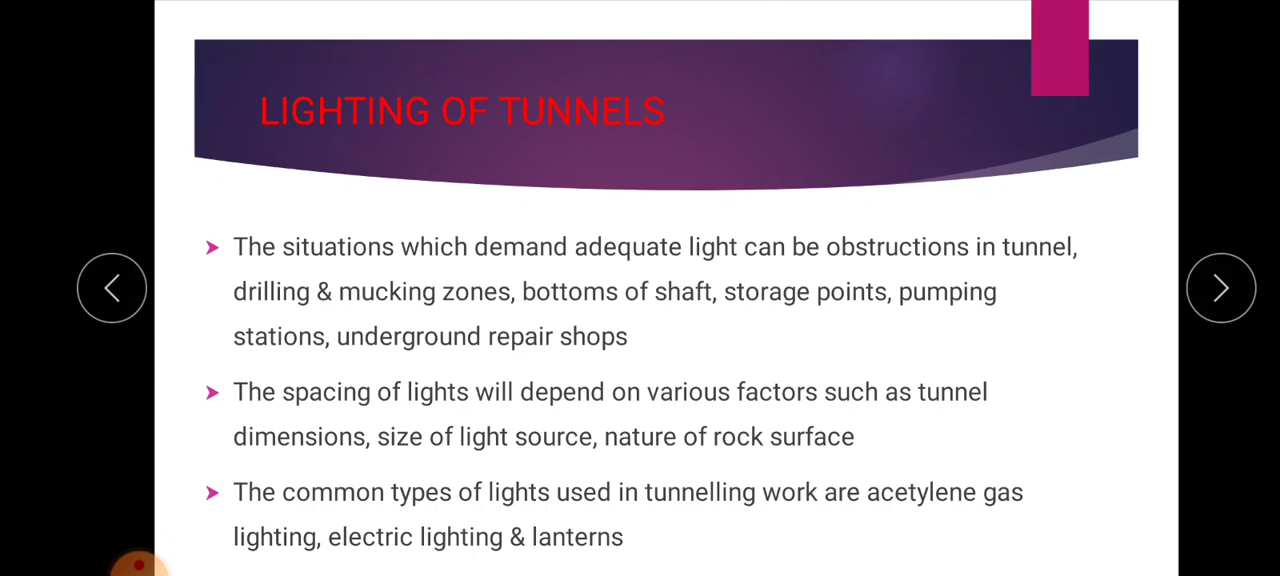 LIGHTING OF TUNNELS
The situations which demand adequate light can be obstructions in tunnel,
drilling & mucking zones, bottoms of shaft, storage points, pumping
stations, underground repair shops
The spacing of lights will depend on various factors such as tunnel
dimensions, size of light source, nature of rock surface
The common types of lights used in tunnelling work are acetylene gas
lighting, electric lighting & lanterns